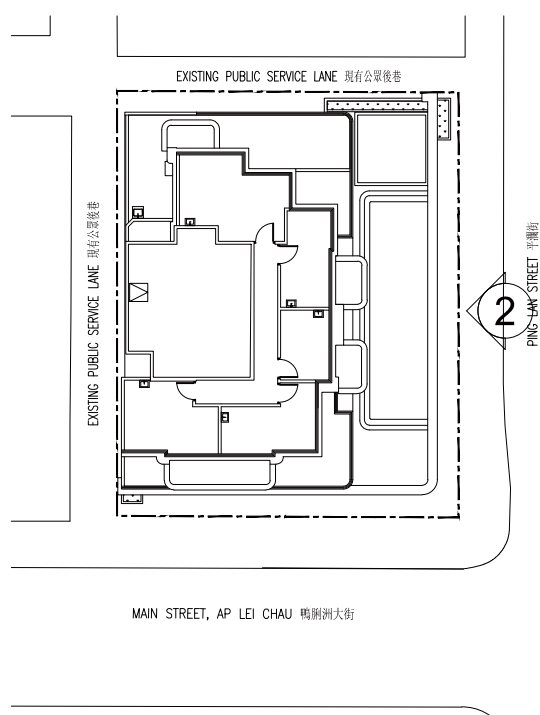 EXISTING PUBLIC SERVICE LANE 現有公眾後巷
EXISTING PUBLIC SERVICE LANE 現有公眾後巷
PING LAN STREET 平瀾街
2
MAIN STREET, AP LEI CHAU 鴨脷洲大街